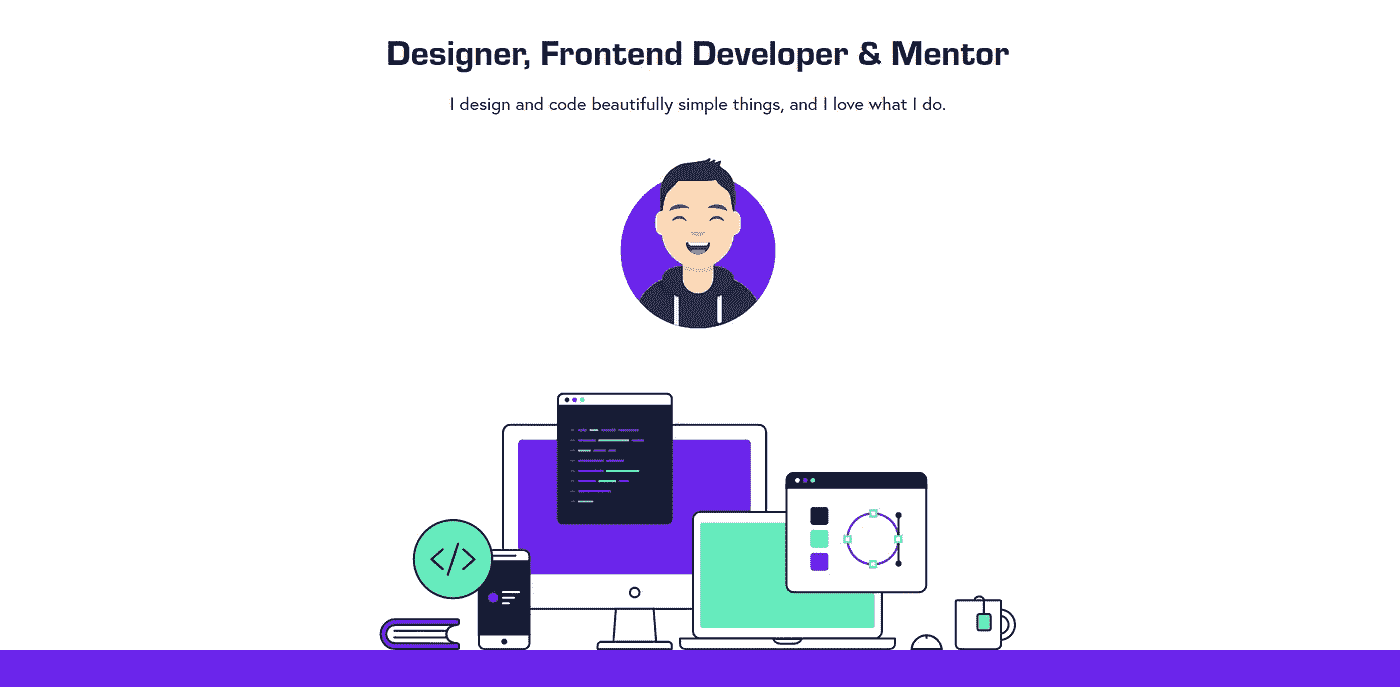 Designer, Frontend Developer & Mentor
I design and code beautifully simple things, and I love what I do.
</>